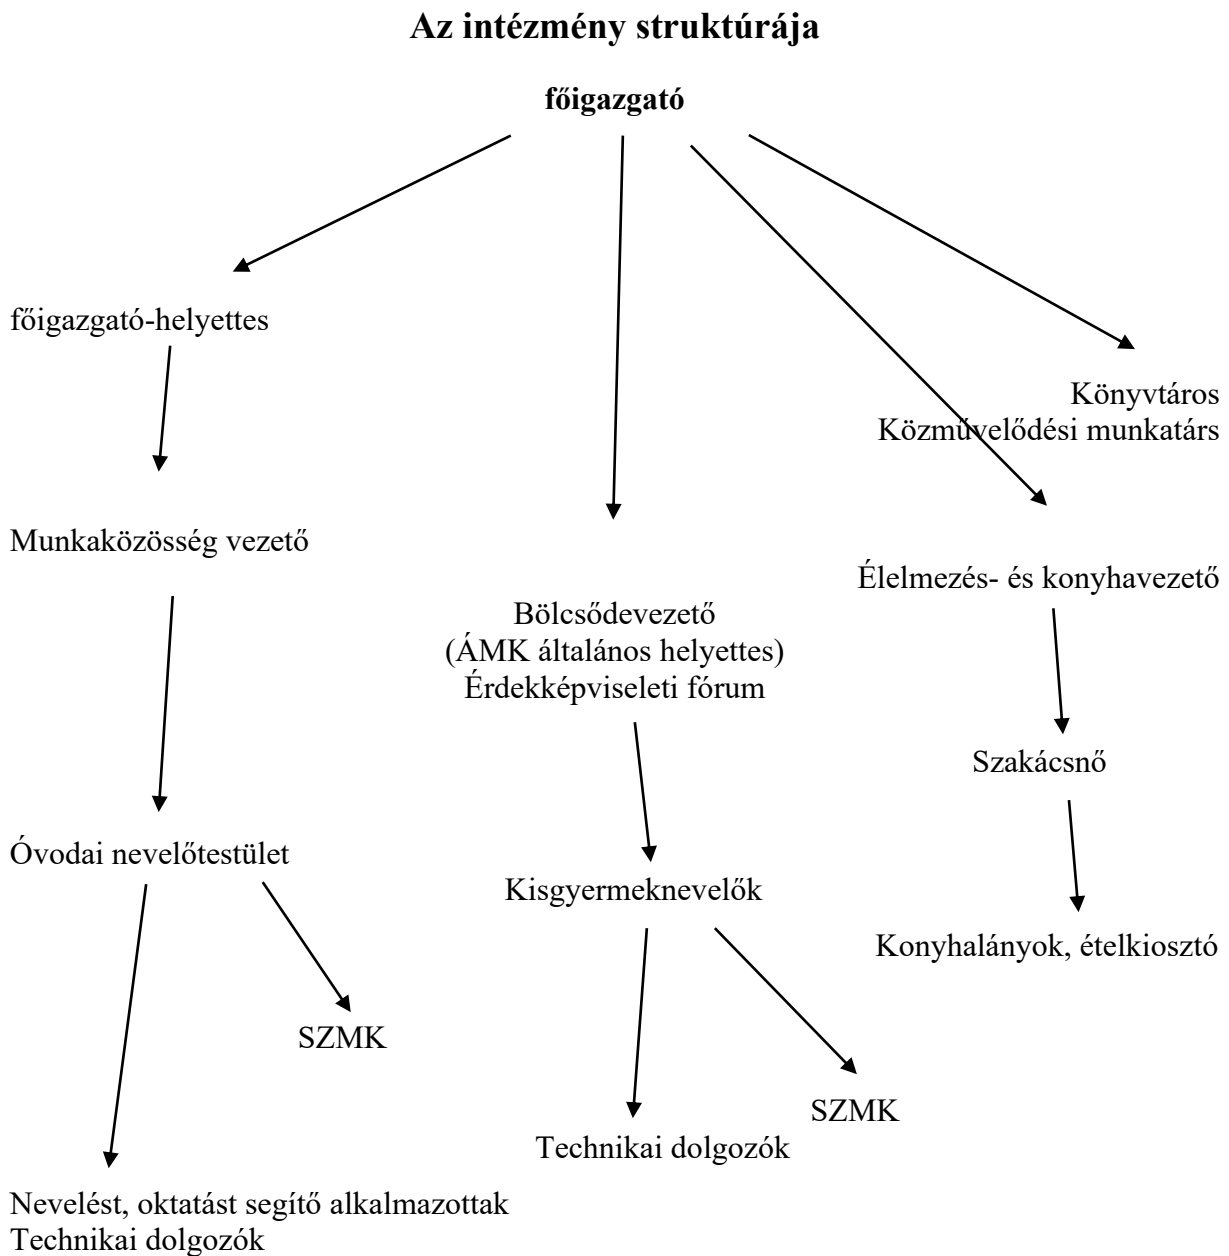 Az intézmény struktúrája
főigazgató
főigazgató-helyettes
Könyvtáros
Közművelődési munkatárs
Munkaközösség vezető
Élelmezés- és konyhavezető
Bölcsődevezető
(ÁMK általános helyettes)
Érdekképviseleti fórum
Szakácsnő
Óvodai nevelőtestület
Kisgyermeknevelők
Konyhalányok, ételkiosztó
SZMK
SZMK
Technikai dolgozók
Nevelést, oktatást segítő alkalmazottak
Technikai dolgozók